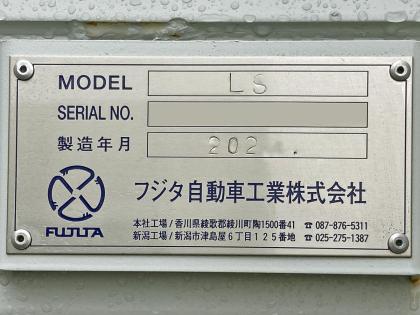 MODEL LS
SERIAL NO.
製造年月 202
フジタ自動車工業株式会社
FUJITA
本社工場/香川県綾歌郡綾川町陶1500番41 ☎ 087-876-5311
新潟工場/新潟市津島屋6丁目125番地 ☎ 025-275-1387